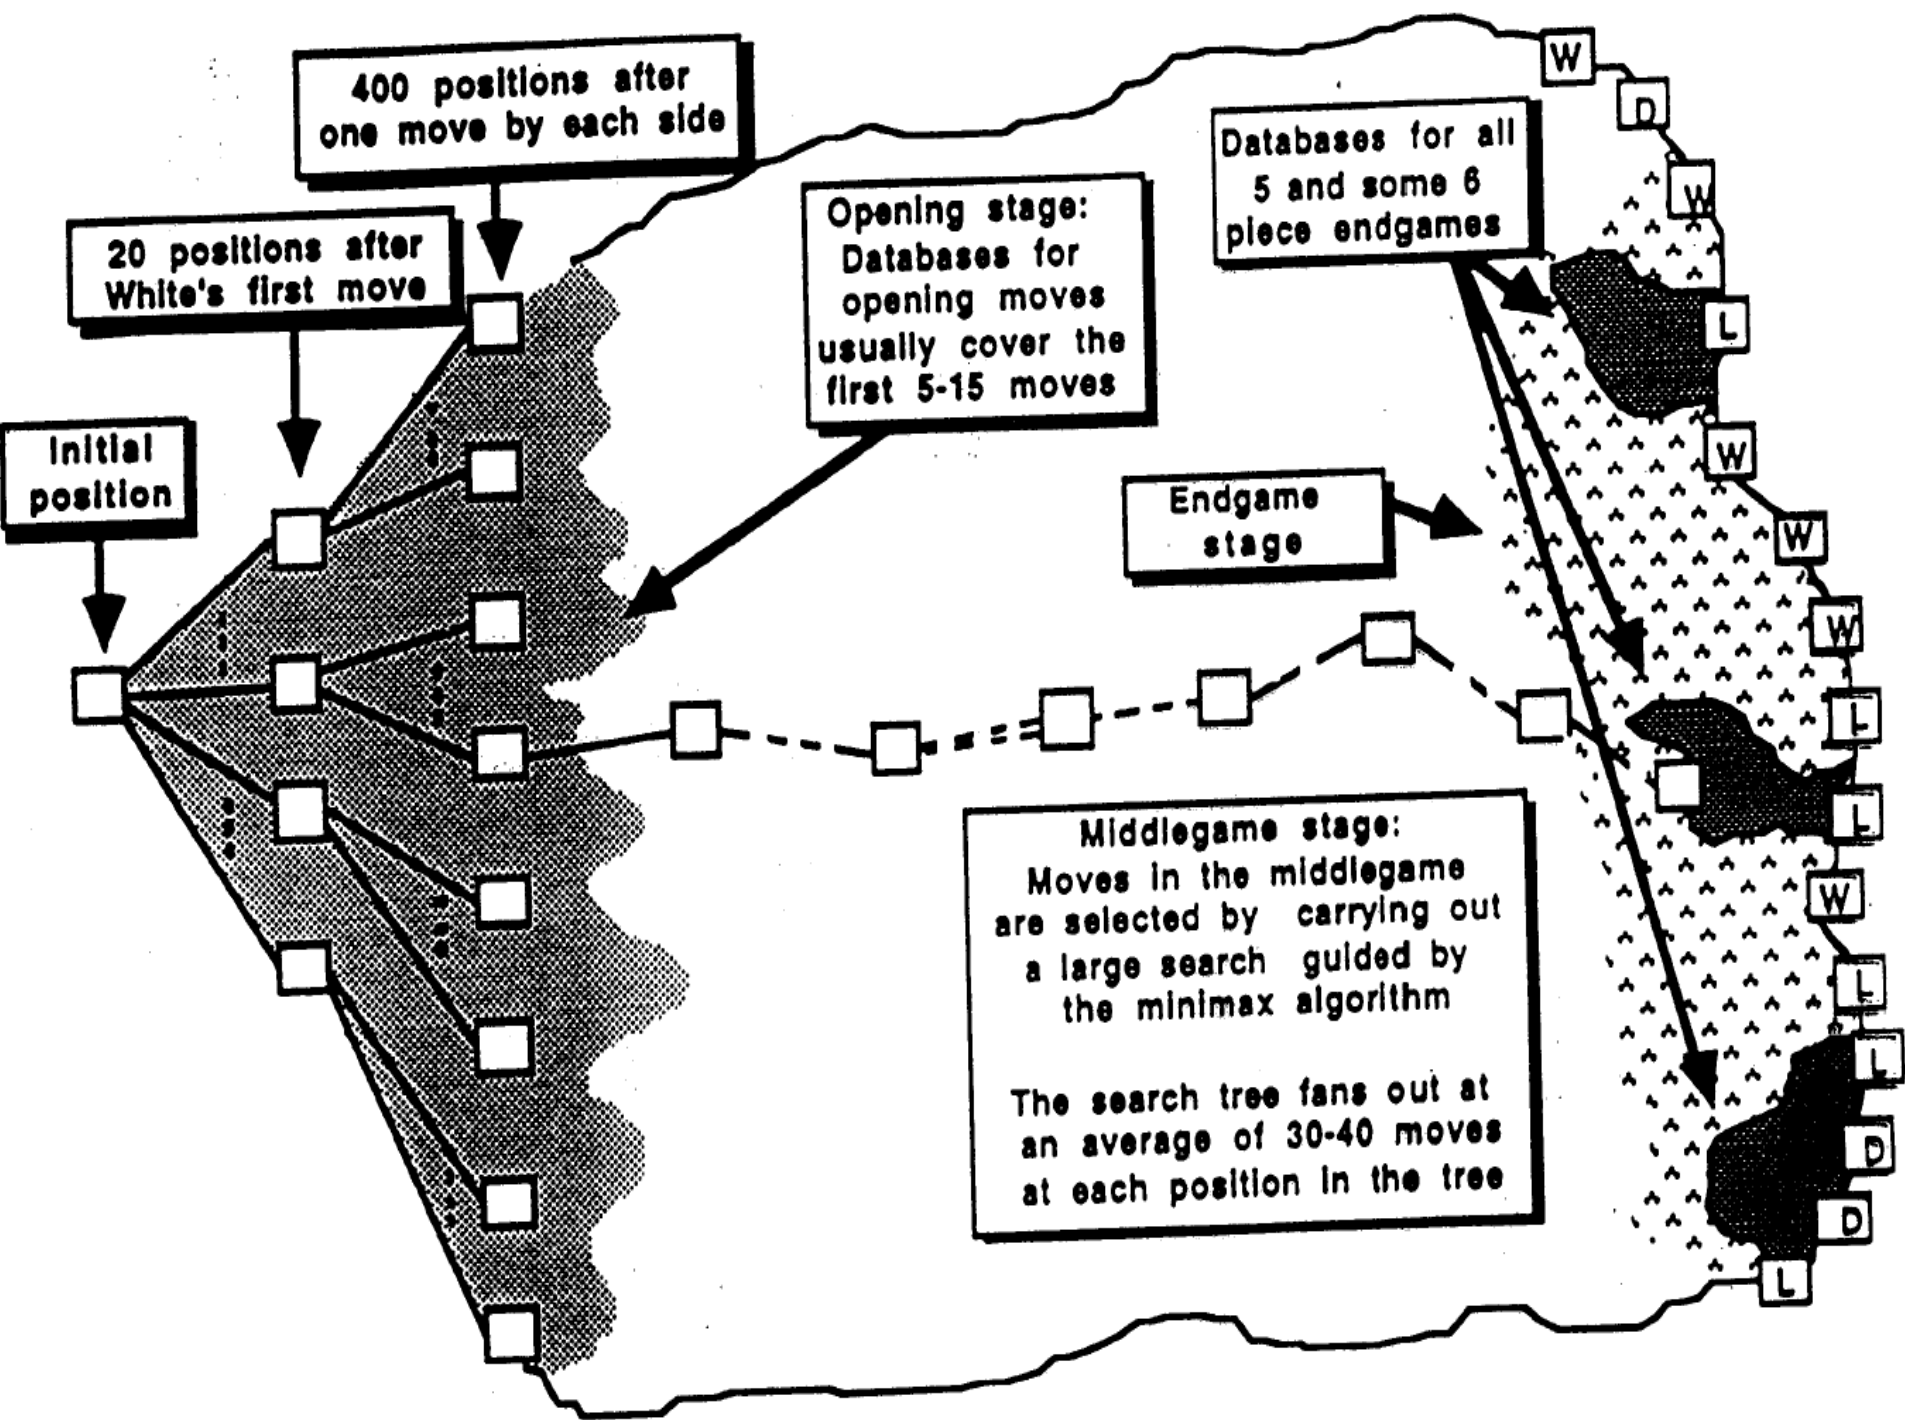 400 positions after
one move by each side
20 positions after
White's first move
Initial
position
Opening stage:
Databases for
opening moves
usually cover the
first 5-15 moves
Databases for all
5 and some 6
piece endgames
Endgame
stage
Middlegame stage:
Moves in the middlegame
are selected by carrying out
a large search guided by
the minimax algorithm
The search tree fans out at
an average of 30-40 moves
at each position in the tree
W
D
W
L
W
W
W
L
L
W
L
L
D
D
L